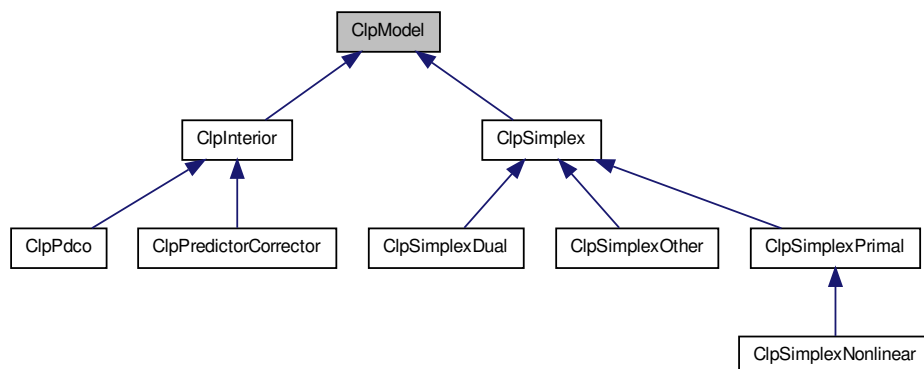 ClpModel
ClpInterior
ClpSimplex
ClpPdco
ClpPredictorCorrector
ClpSimplexDual
ClpSimplexOther
ClpSimplexPrimal
ClpSimplexNonlinear